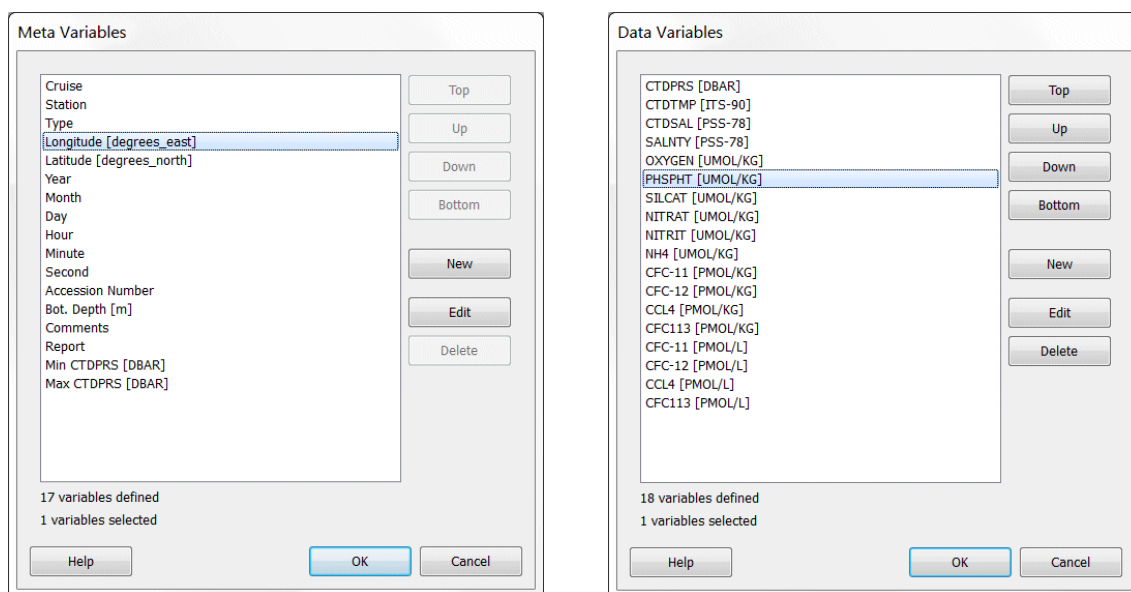 Meta Variables
Cruise
Station
Type
Longitude [degrees_east]
Latitude [degrees_north]
Year
Month
Day
Hour
Minute
Second
Accession Number
Bot. Depth [m]
Comments
Report
Min CTDPRS [DBAR]
Max CTDPRS [DBAR]
Top
Up
Down
Bottom
New
Edit
Delete
17 variables defined
1 variables selected
Help
OK
Cancel
Data Variables
CTDPRS [DBAR]
CTDTMP [ITS-90]
CTDSAL [PSS-78]
SALNTY [PSS-78]
OXYGEN [UMOL/KG]
PHSPHT [UMOL/KG]
SILCAT [UMOL/KG]
NITRAT [UMOL/KG]
NITRIT [UMOL/KG]
NH4 [UMOL/KG]
CFC-11 [PMOL/KG]
CFC-12 [PMOL/KG]
CCL4 [PMOL/KG]
CFC113 [PMOL/KG]
CFC-11 [PMOL/L]
CFC-12 [PMOL/L]
CCL4 [PMOL/L]
CFC113 [PMOL/L]
Top
Up
Down
Bottom
New
Edit
Delete
18 variables defined
1 variables selected
Help
OK
Cancel